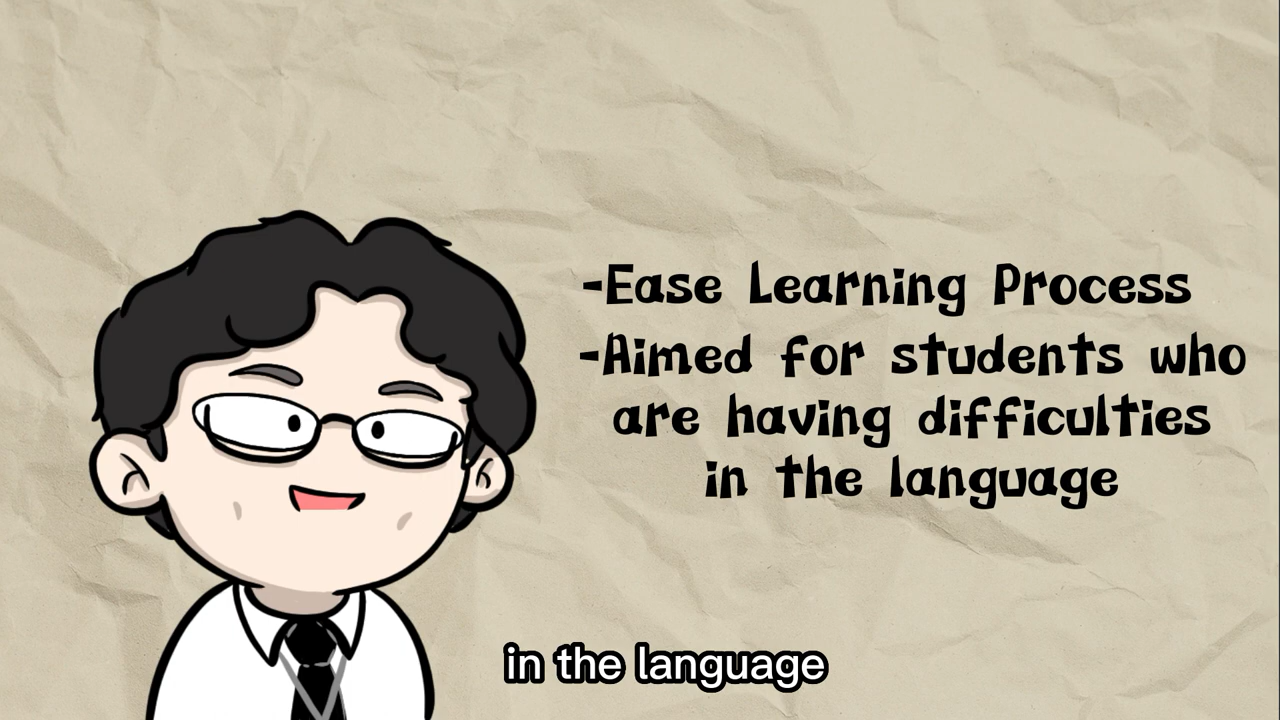 -Ease Learning Process
-Aimed for students who
are having difficulties
in the language
in the language